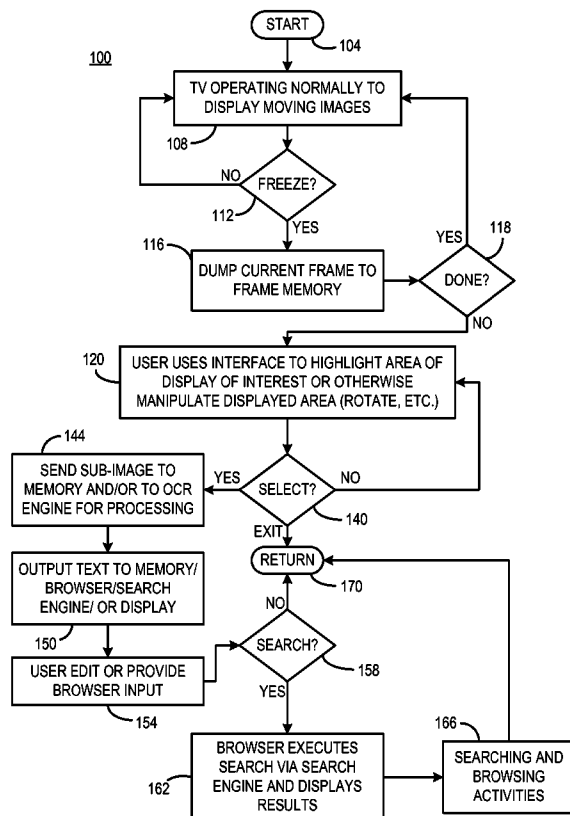 START
104
100
TV OPERATING NORMALLY TO
DISPLAY MOVING IMAGES
108
NO
FREEZE?
112
YES
116
DUMP CURRENT FRAME TO
FRAME MEMORY
YES
118
DONE?
NO
120
USER USES INTERFACE TO HIGHLIGHT AREA OF
DISPLAY OF INTEREST OR OTHERWISE
MANIPULATE DISPLAYED AREA (ROTATE, ETC.)
144
SEND SUB-IMAGE TO
MEMORY AND/OR TO OCR
ENGINE FOR PROCESSING
YES
SELECT?
NO
140
EXIT
RETURN
170
OUTPUT TEXT TO MEMORY/
BROWSER/SEARCH
ENGINE/ OR DISPLAY
150
NO
USER EDIT OR PROVIDE
BROWSER INPUT
154
SEARCH?
158
YES
162
BROWSER EXECUTES
SEARCH VIA SEARCH
ENGINE AND DISPLAYS
RESULTS
166
SEARCHING AND
BROWSING
ACTIVITIES